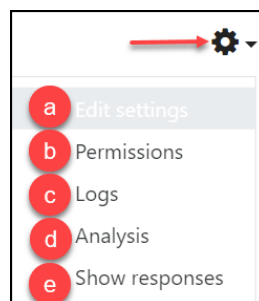 a Edit settings
b Permissions
c Logs
d Analysis
e Show responses